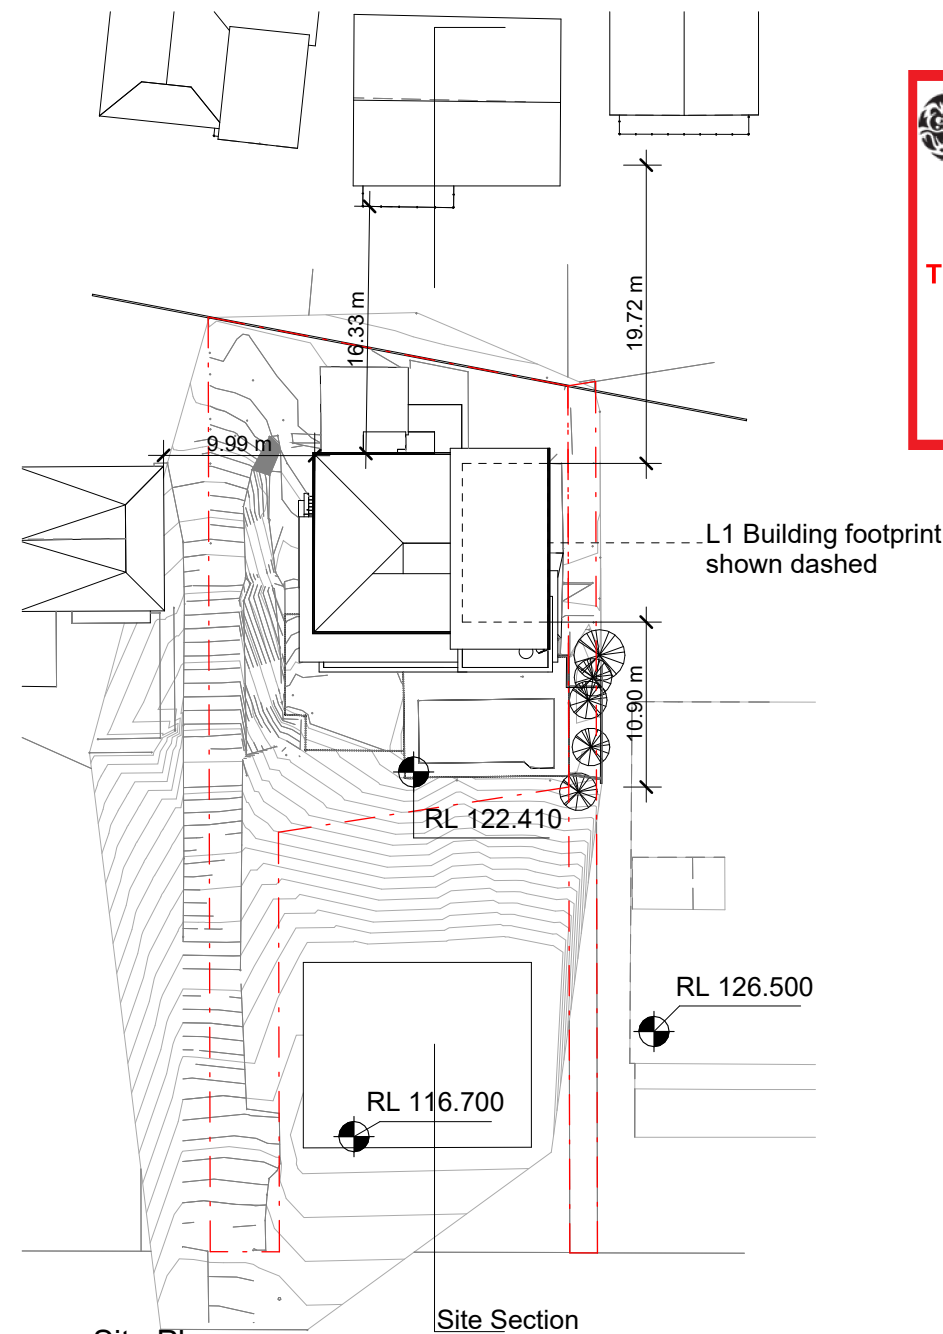 T
16.33 m
19.72 m
9.99 m
L1 Building footprint
shown dashed
10.90 m
RL 122.410
RL 126.500
RL 116.700
Site Section